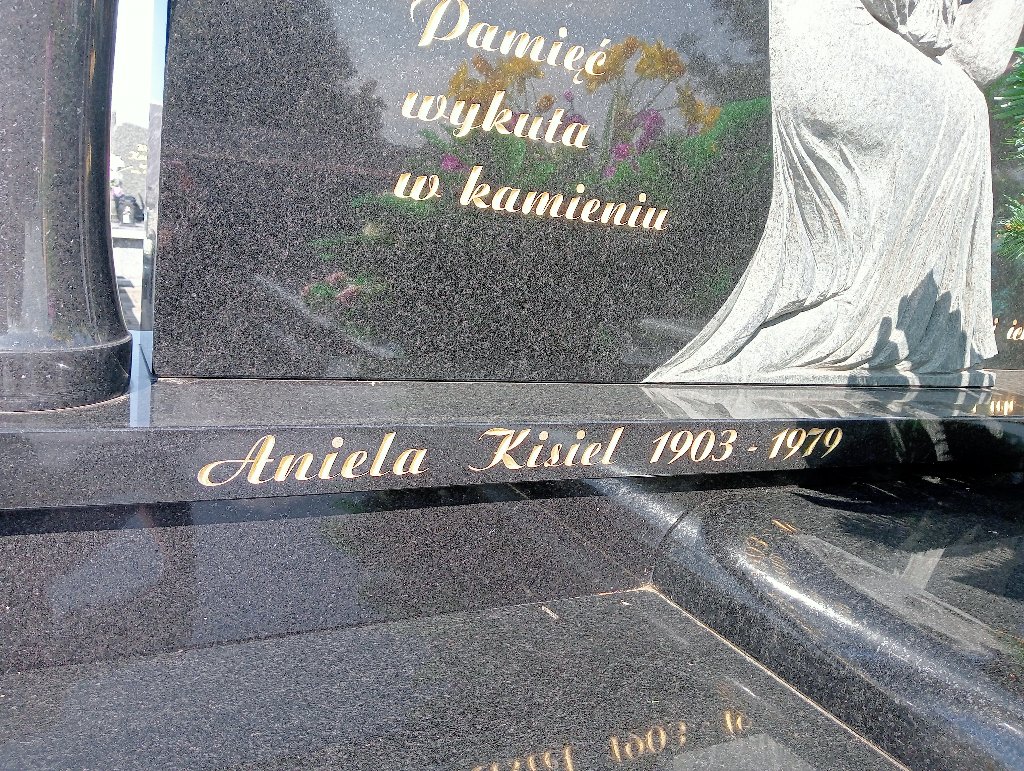 Pamięć
wykuta
w kamieniu
Aniela Kisiel 1903 - 1979